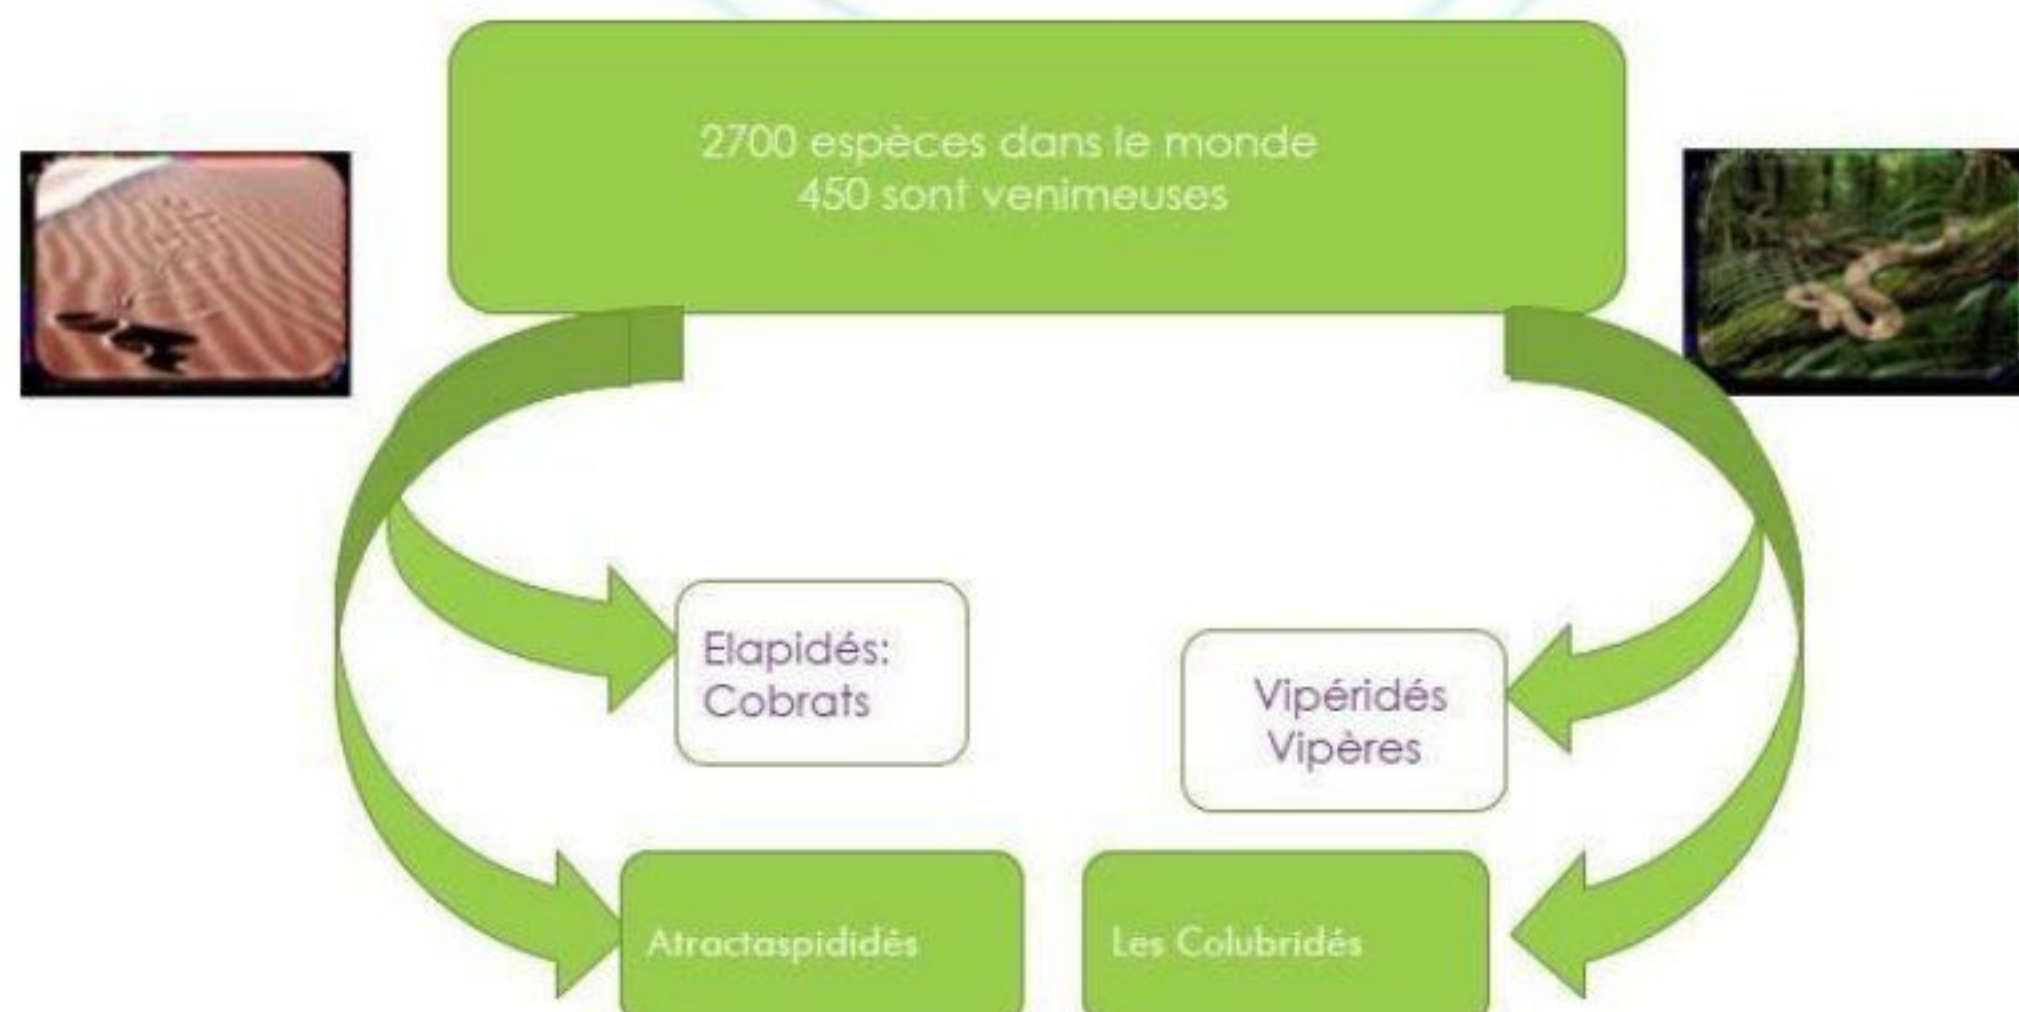 2700 espèces dans le monde
450 sont venimeuses
Elapidés:
Cobrats
Vipéridés
Vipères
Atractaspididés
Les Colubridés